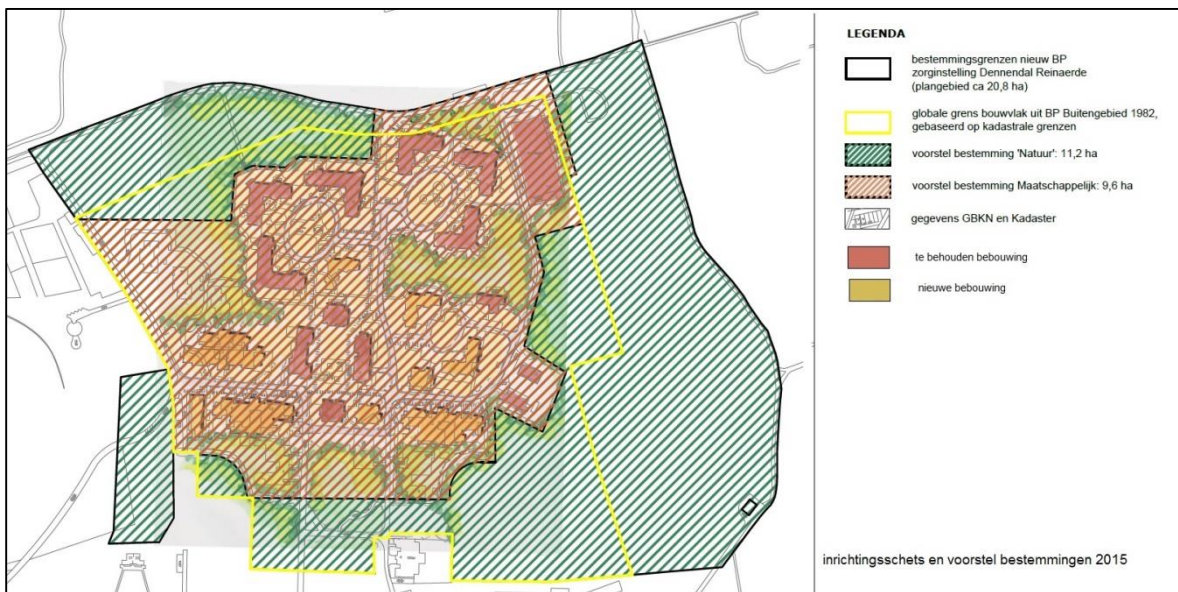 LEGENDA
bestemmingsgrenzen nieuw BP
zorginstelling Dennendal Reinaerde
(plangebied ca 20,8 ha)
globale grens bouwvlak uit BP Buitengebied 1982,
gebaseerd op kadastrale grenzen
voorstel bestemming 'Natuur': 11,2 ha
voorstel bestemming Maatschappelijk: 9,6 ha
gegevens GBKN en Kadaster
te behouden bebouwing
nieuwe bebouwing
inrichtingsschets en voorstel bestemmingen 2015